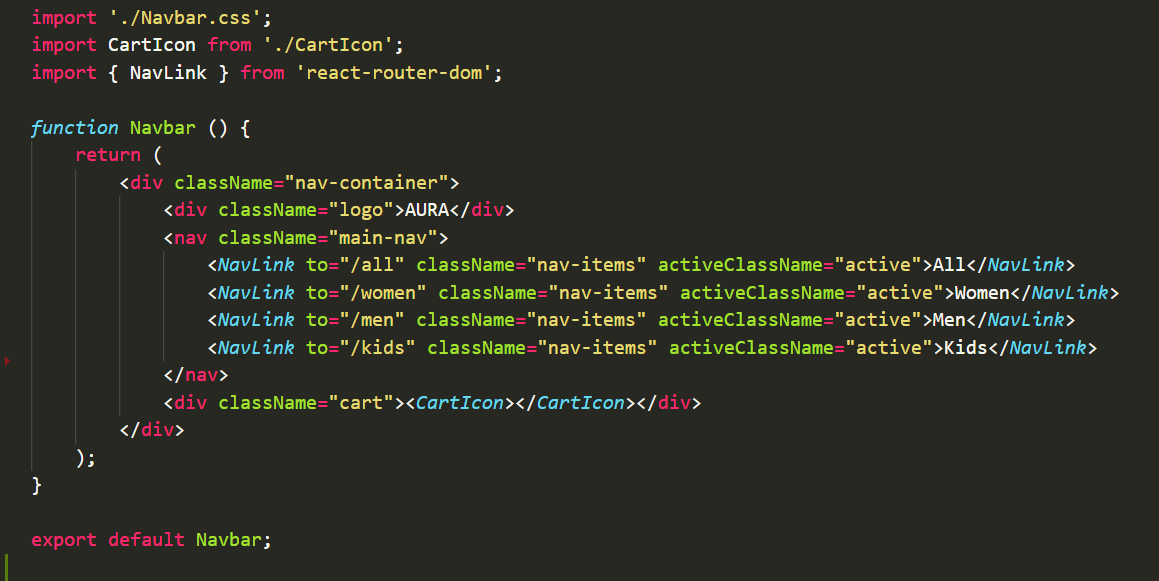 import './Navbar.css';
import CartIcon from './CartIcon';
import { NavLink } from 'react-router-dom';

function Navbar () {
    return (
        <div className="nav-container">
            <div className="logo">AURA</div>
            <nav className="main-nav">
                <NavLink to="/all" className="nav-items" activeClassName="active">All</NavLink>
                <NavLink to="/women" className="nav-items" activeClassName="active">Women</NavLink>
                <NavLink to="/men" className="nav-items" activeClassName="active">Men</NavLink>
                <NavLink to="/kids" className="nav-items" activeClassName="active">Kids</NavLink>
            </nav>
            <div className="cart"><CartIcon></CartIcon></div>
        </div>
    );
}

export default Navbar;